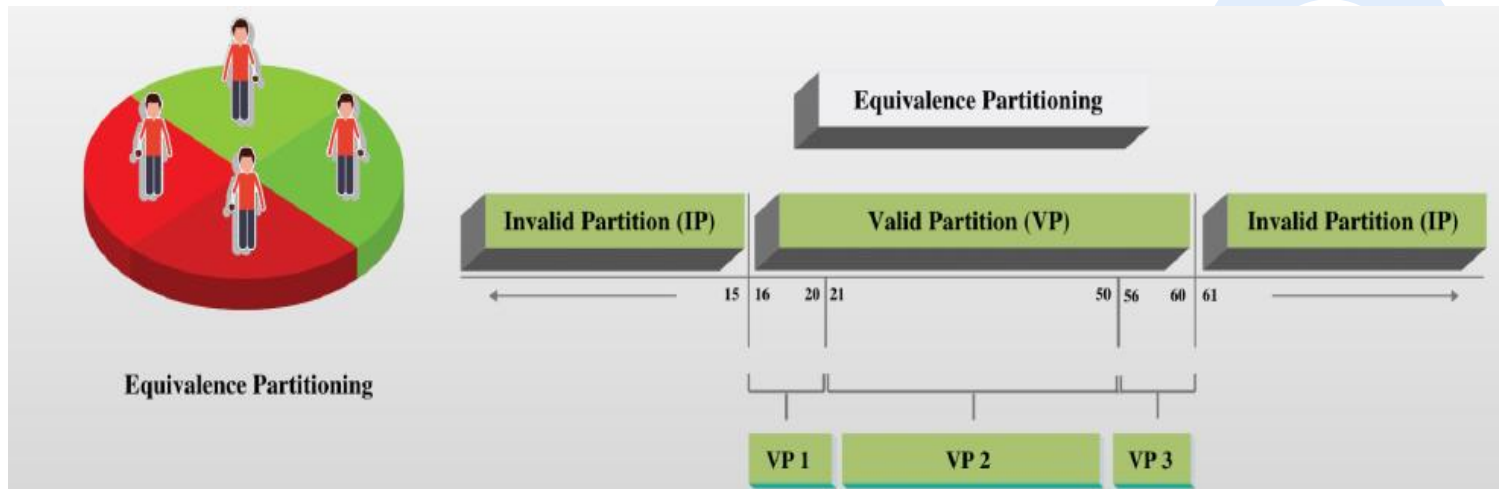 Equivalence Partitioning
Invalid Partition (IP)
Valid Partition (VP)
Invalid Partition (IP)
15 16 20 21 50 56 60 61
Equivalence Partitioning
VP 1
VP 2
VP 3